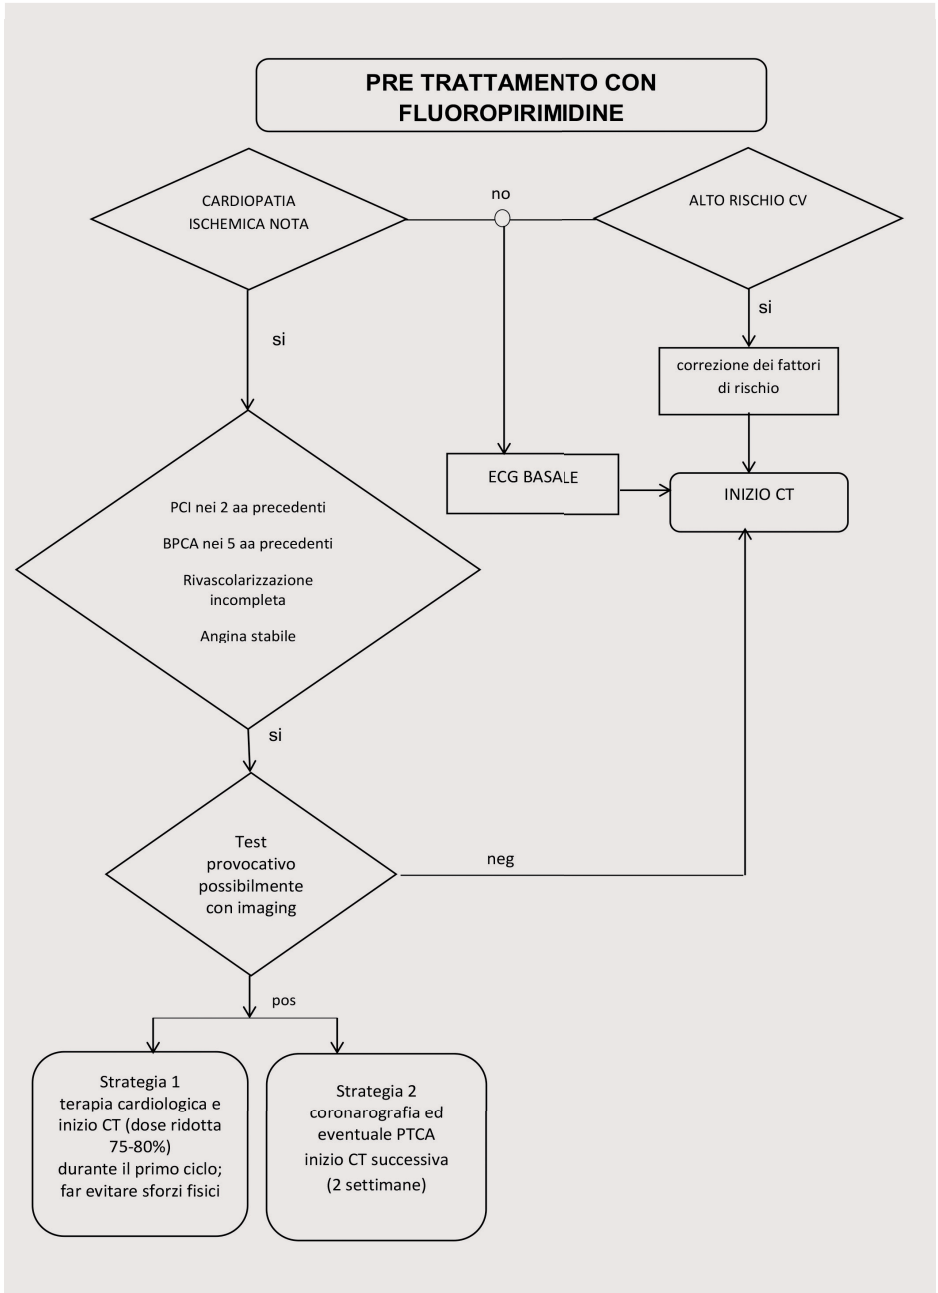 PRE TRATTAMENTO CON
FLUOROPIRIMIDINE
CARDIOPATIA
ISCHEMICA NOTA
no
ALTO RISCHIO CV
si
si
correzione dei fattori
di rischio
ECG BASALE
INIZIO CT
PCI nei 2 aa precedenti
BPCA nei 5 aa precedenti
Rivascolarizzazione
incompleta
Angina stabile
si
Test
provocativo
possibilmente
con imaging
neg
pos
Strategia 1
terapia cardiologica e
inizio CT (dose ridotta
75-80%)
durante il primo ciclo;
far evitare sforzi fisici
Strategia 2
coronarografia ed
eventuale PTCA
inizio CT successiva
(2 settimane)